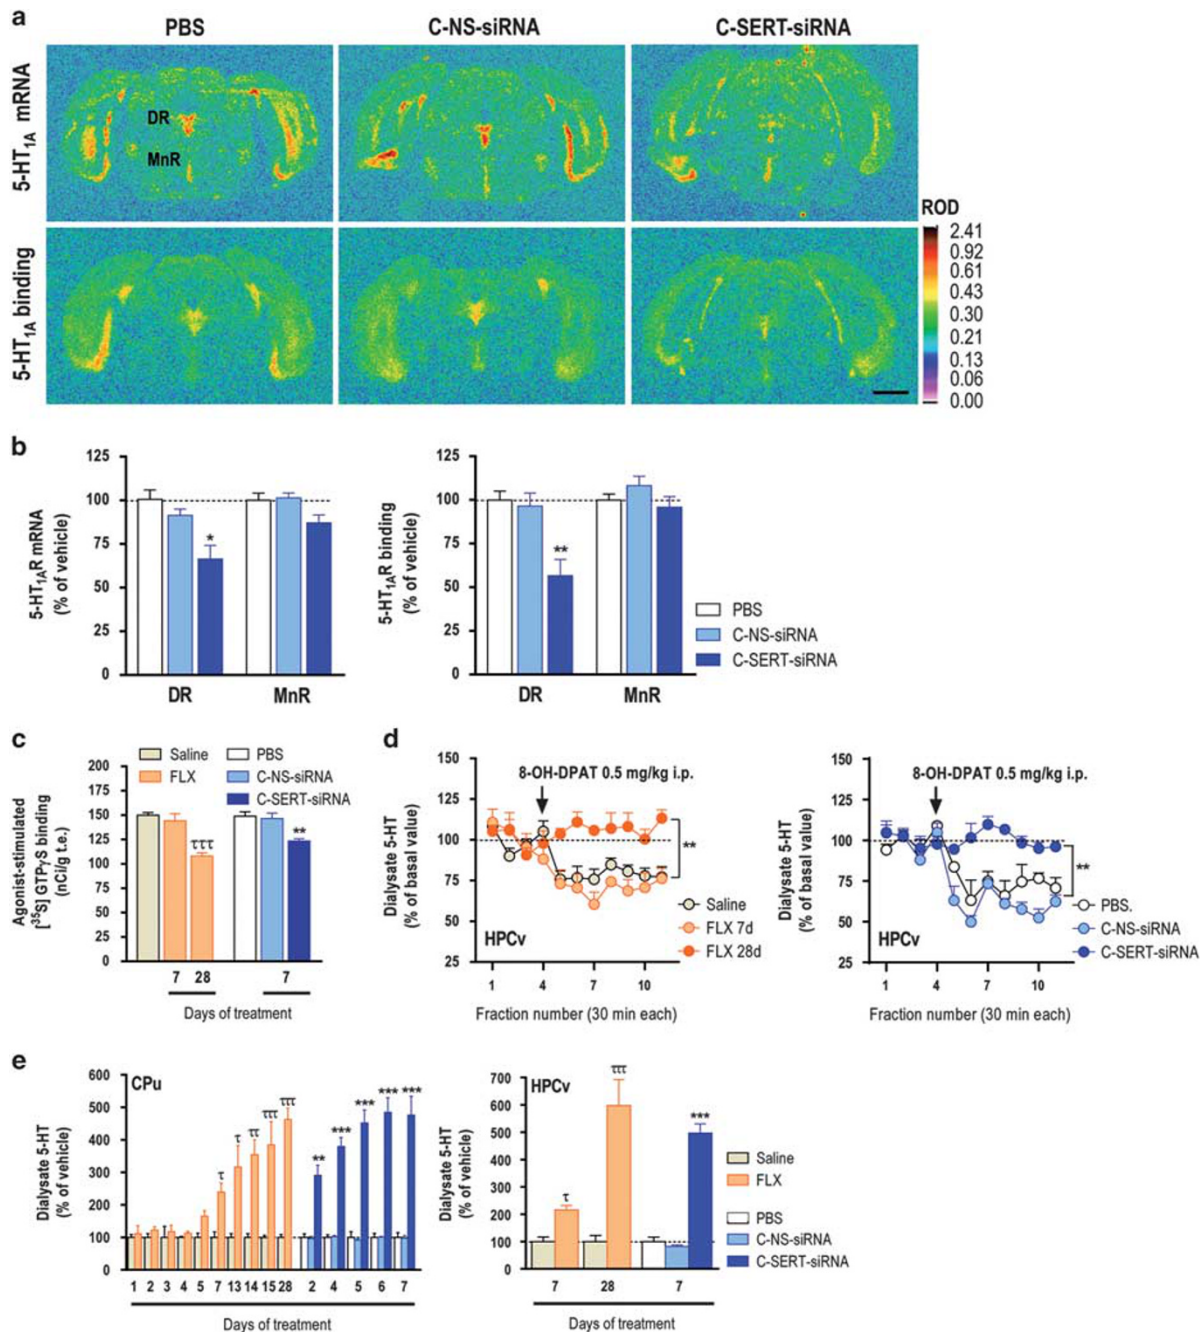 a
PBS C-NS-siRNA C-SERT-siRNA
5-HT1A mRNA
DR
MnR
5-HT1A binding
ROD
2.41
0.92
0.61
0.43
0.30
0.21
0.13
0.06
0.00
b
5-HT1AR mRNA
(% of vehicle)
125
100
75
50
25
0
*
DR MnR
5-HT1AR binding
(% of vehicle)
125
100
75
50
25
0
**
DR MnR
PBS
C-NS-siRNA
C-SERT-siRNA
c
Saline
FLX
PBS
C-NS-siRNA
C-SERT-siRNA
Agonist-stimulated
[35S] GTPγS binding
(nCi/g t.e.)
200
175
150
125
100
75
50
25
0
τττ
**
7 28 7
Days of treatment
d
8-OH-DPAT 0.5 mg/kg i.p.
Dialysate 5-HT
(% of basal value)
150
125
100
75
50
25
**
HPCv
Saline
FLX 7d
FLX 28d
1 4 7 10
Fraction number (30 min each)
8-OH-DPAT 0.5 mg/kg i.p.
Dialysate 5-HT
(% of basal value)
150
125
100
75
50
25
**
HPCv
PBS.
C-NS-siRNA
C-SERT-siRNA
1 4 7 10
Fraction number (30 min each)
e
CPu
Dialysate 5-HT
(% of vehicle)
600
500
400
300
200
100
0
τ τ ττ τττ τττ ** *** *** *** ***
1 2 3 4 5 7 13 14 15 28 2 4 5 6 7
Days of treatment
HPCv
Dialysate 5-HT
(% of vehicle)
700
600
500
400
300
200
100
0
τ τττ ***
7 28 7
Days of treatment
Saline
FLX
PBS
C-NS-siRNA
C-SERT-siRNA